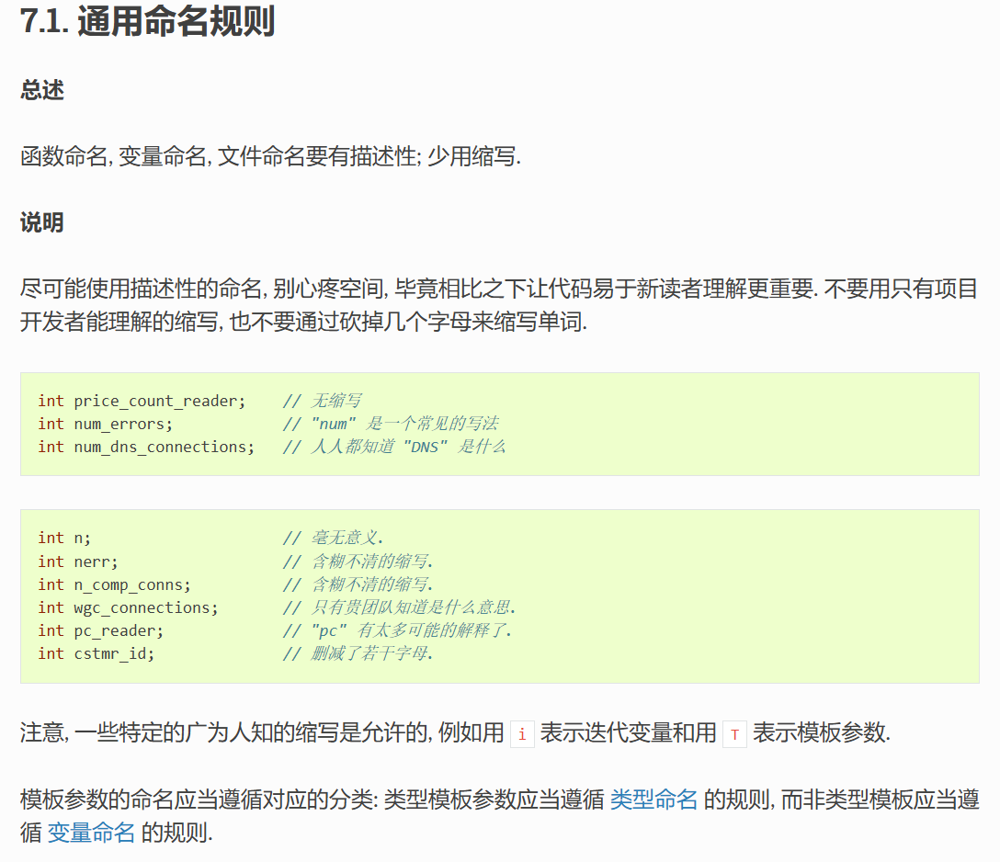 7.1. 通用命名规则
总述
函数命名, 变量命名, 文件命名要有描述性; 少用缩写.
说明
尽可能使用描述性的命名, 别心疼空间, 毕竟相比之下让代码易于新读者理解更重要. 不要用只有项目
开发者能理解的缩写, 也不要通过砍掉几个字母来缩写单词.
int price_count_reader;    // 无缩写
int num_errors;            // "num" 是一个常见的写法
int num_dns_connections;   // 人人都知道 "DNS" 是什么
int n;                     // 毫无意义.
int nerr;                  // 含糊不清的缩写.
int n_comp_conns;          // 含糊不清的缩写.
int wgc_connections;       // 只有贵团队知道是什么意思.
int pc_reader;             // "pc" 有太多可能的解释了.
int cstmr_id;              // 删减了若干字母.
注意, 一些特定的广为人知的缩写是允许的, 例如用 i 表示迭代变量和用 T 表示模板参数.
模板参数的命名应当遵循对应的分类: 类型模板参数应当遵循 类型命名 的规则, 而非类型模板应当遵
循 变量命名 的规则.